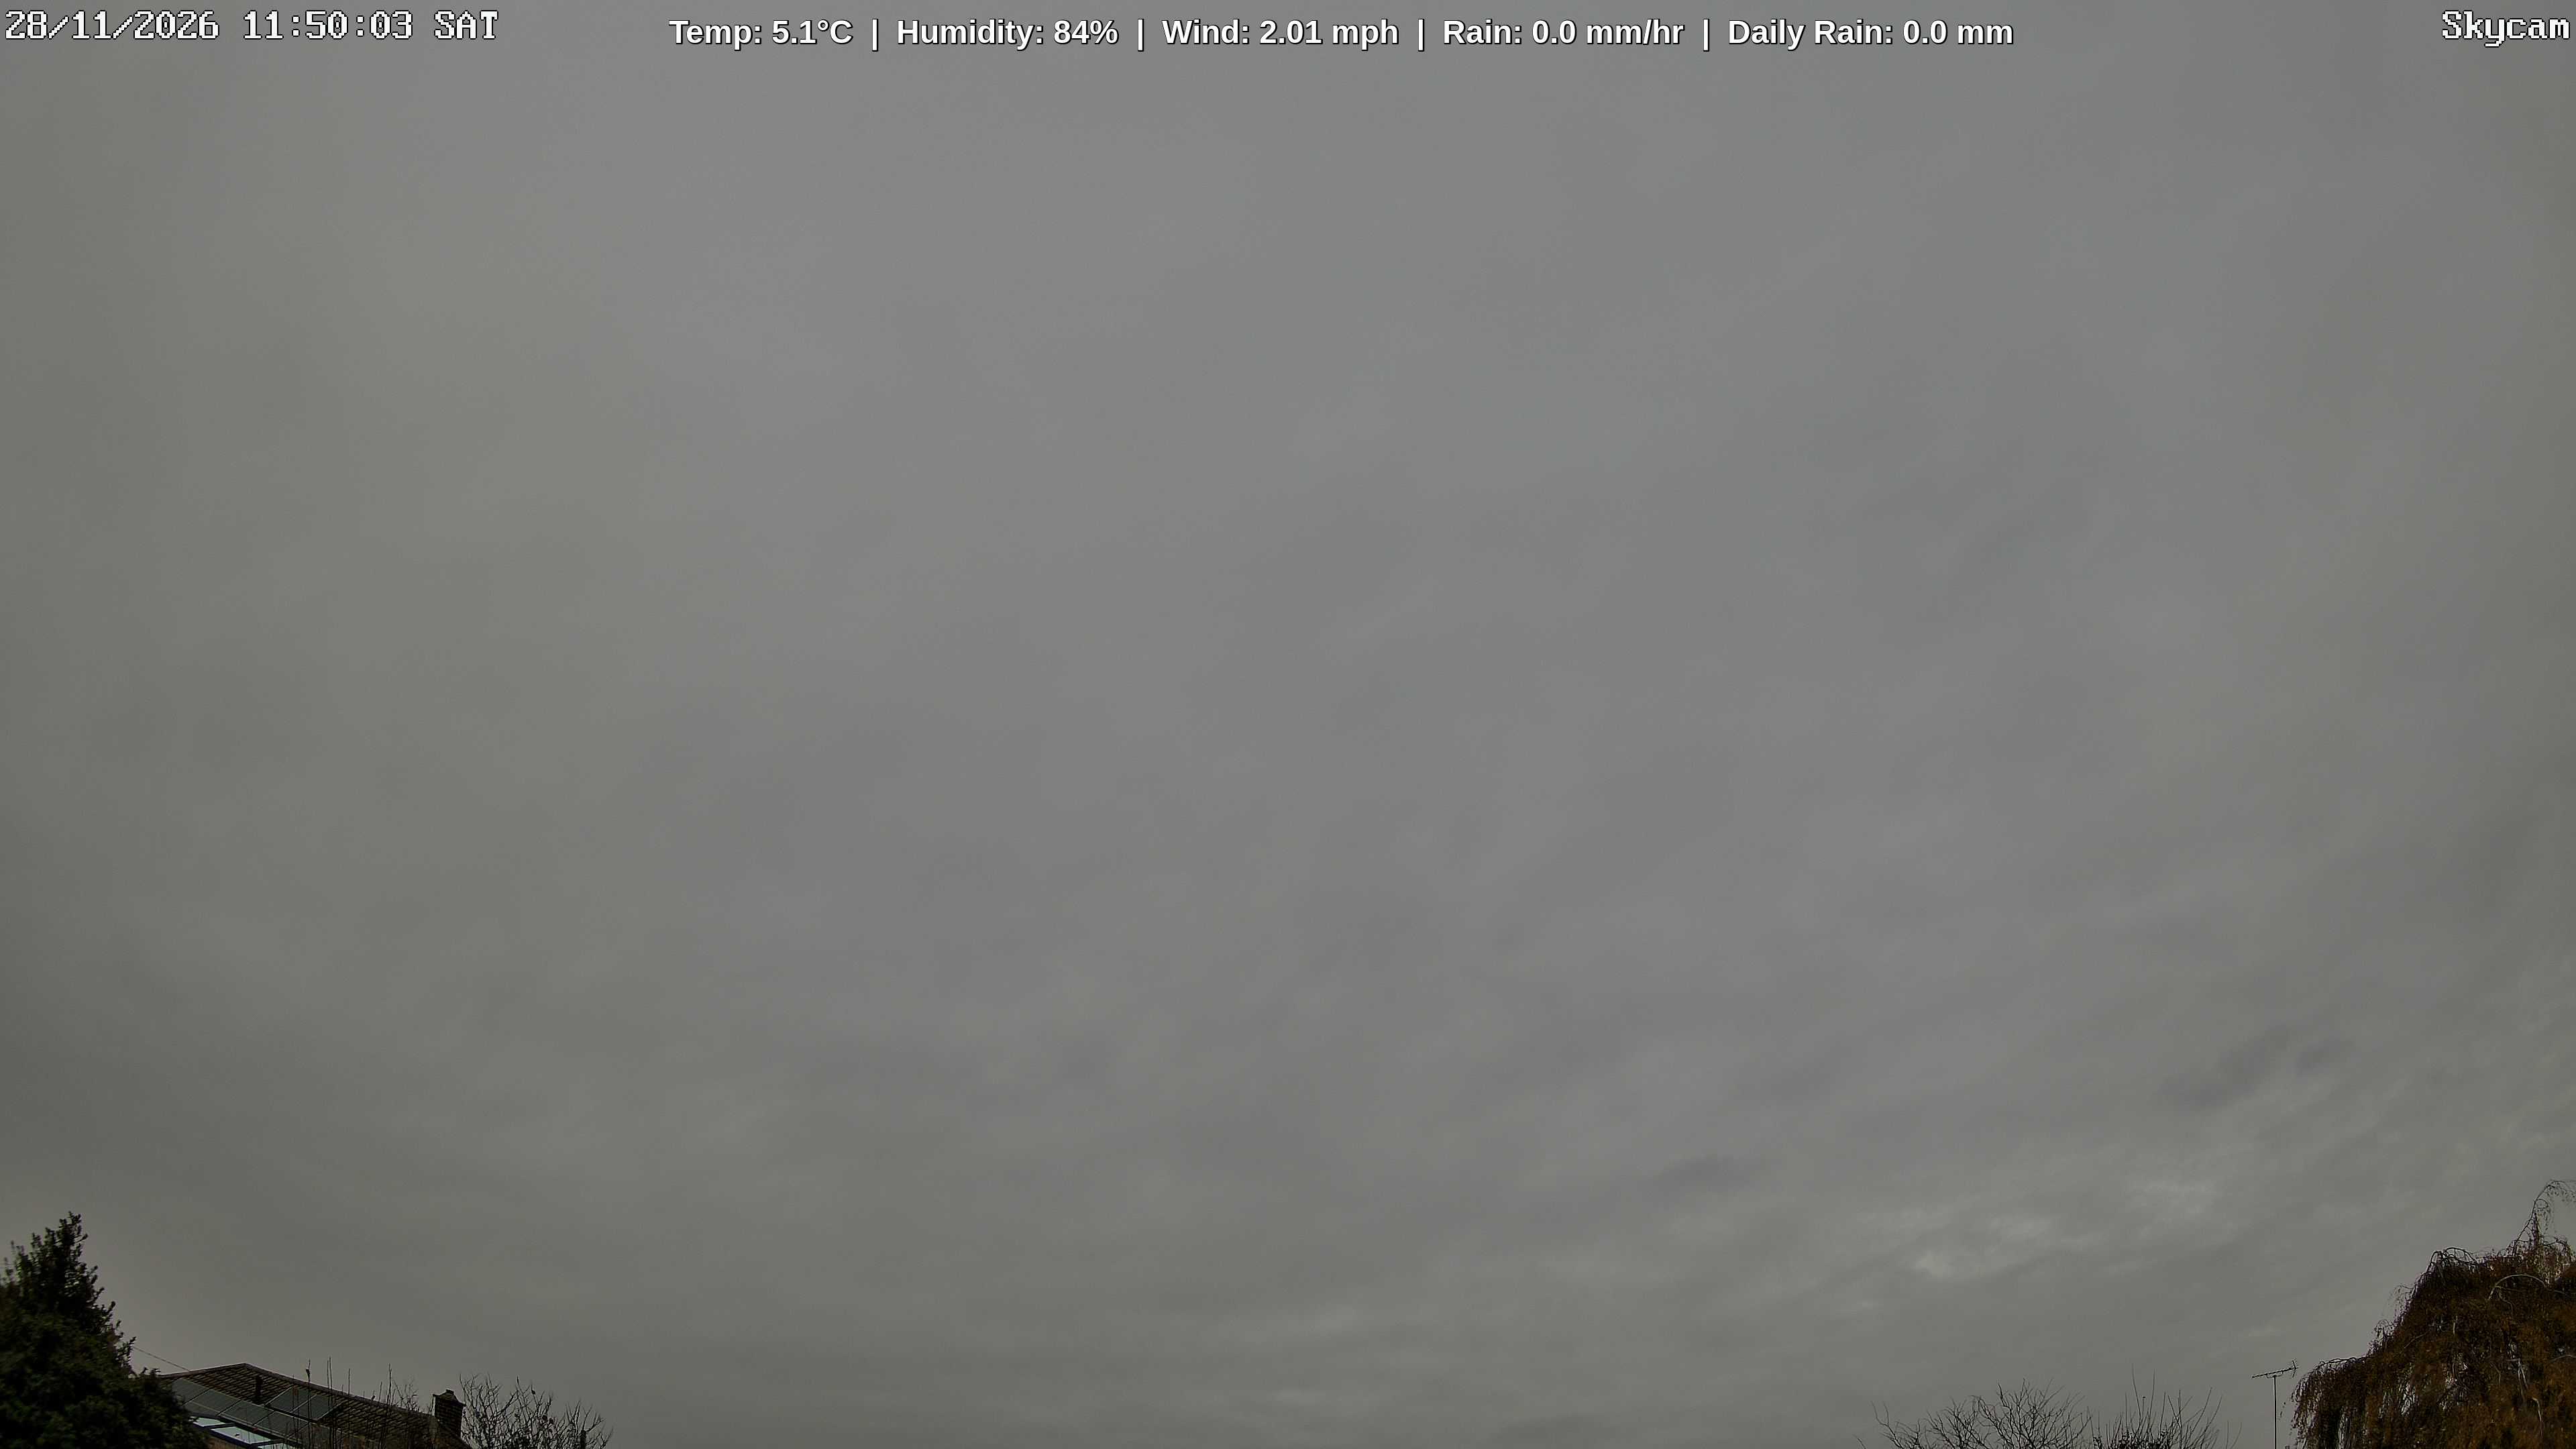 28/11/2026 11:50:03 SAT
Temp: 5.1°C | Humidity: 84% | Wind: 2.01 mph | Rain: 0.0 mm/hr | Daily Rain: 0.0 mm
Skycam